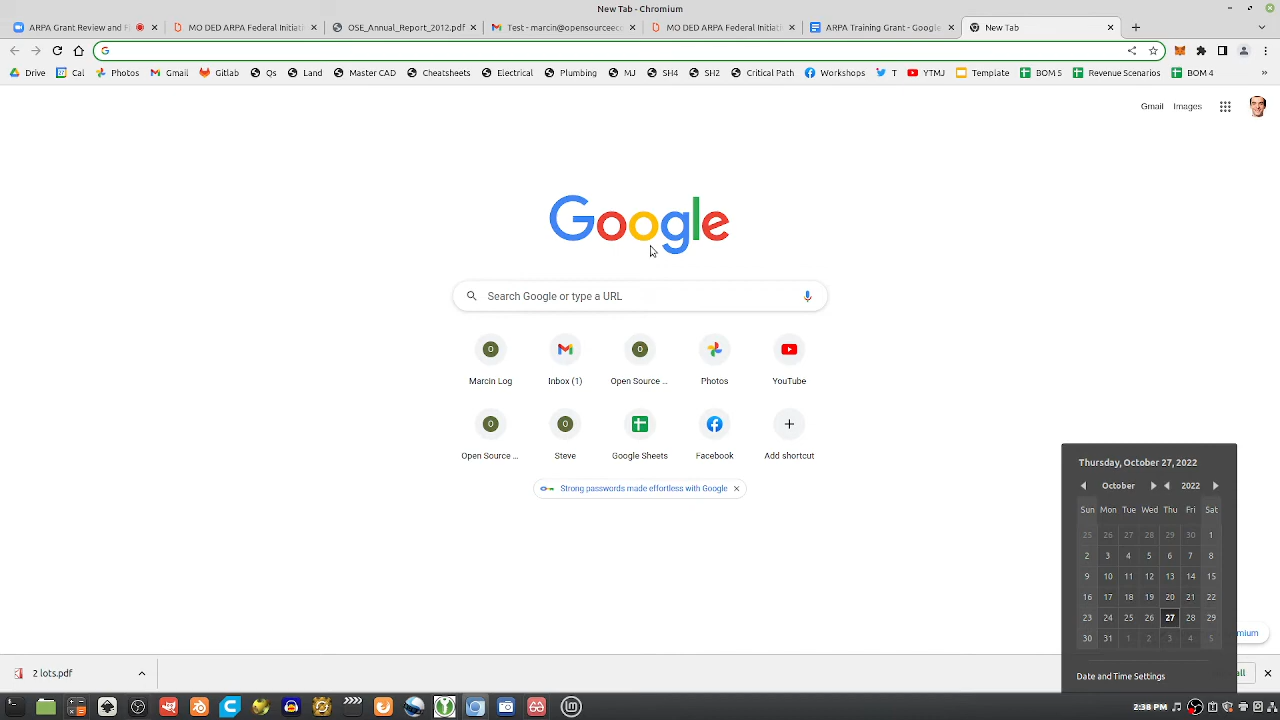 New Tab - Chromium
ARPA Grant Review and F
MO DED ARPA Federal Initiati
OSE_Annual_Report_2012.pdf
Test - marcin@opensourceec
MO DED ARPA Federal Initiati
ARPA Training Grant - Google
New Tab
Drive
Cal
Photos
Gmail
Gitlab
Qs
Land
Master CAD
Cheatsheets
Electrical
Plumbing
NJ
SH4
SH2
Critical Path
Workshops
T
YTMJ
Template
BOM 5
Revenue Scenarios
BOM 4
Gmail Images
Google
Search Google or type a URL
Marcin Log
Inbox (1)
Open Source ...
Photos
YouTube
Open Source ...
Steve
Google Sheets
Facebook
Add shortcut
Strong passwords made effortless with Google
Thursday, October 27, 2022
October 2022
Sun Mon Tue Wed Thu Fri Sat
25 26 27 28 29 30 1
2 3 4 5 6 7 8
9 10 11 12 13 14 15
16 17 18 19 20 21 22
23 24 25 26 27 28 29
30 31 1 2 3 4 5
Date and Time Settings
2 lots.pdf
2:38 PM